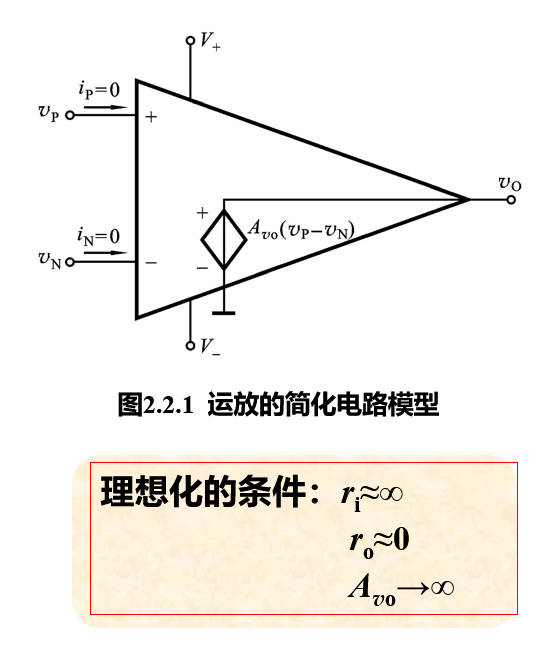 V₊
iP=0
vP
+
vO
+
Avo(vP−vN)
iN=0
vN
−
−
V₋
图2.2.1 运放的简化电路模型
理想化的条件：ri≈∞
ro≈0
Avo→∞